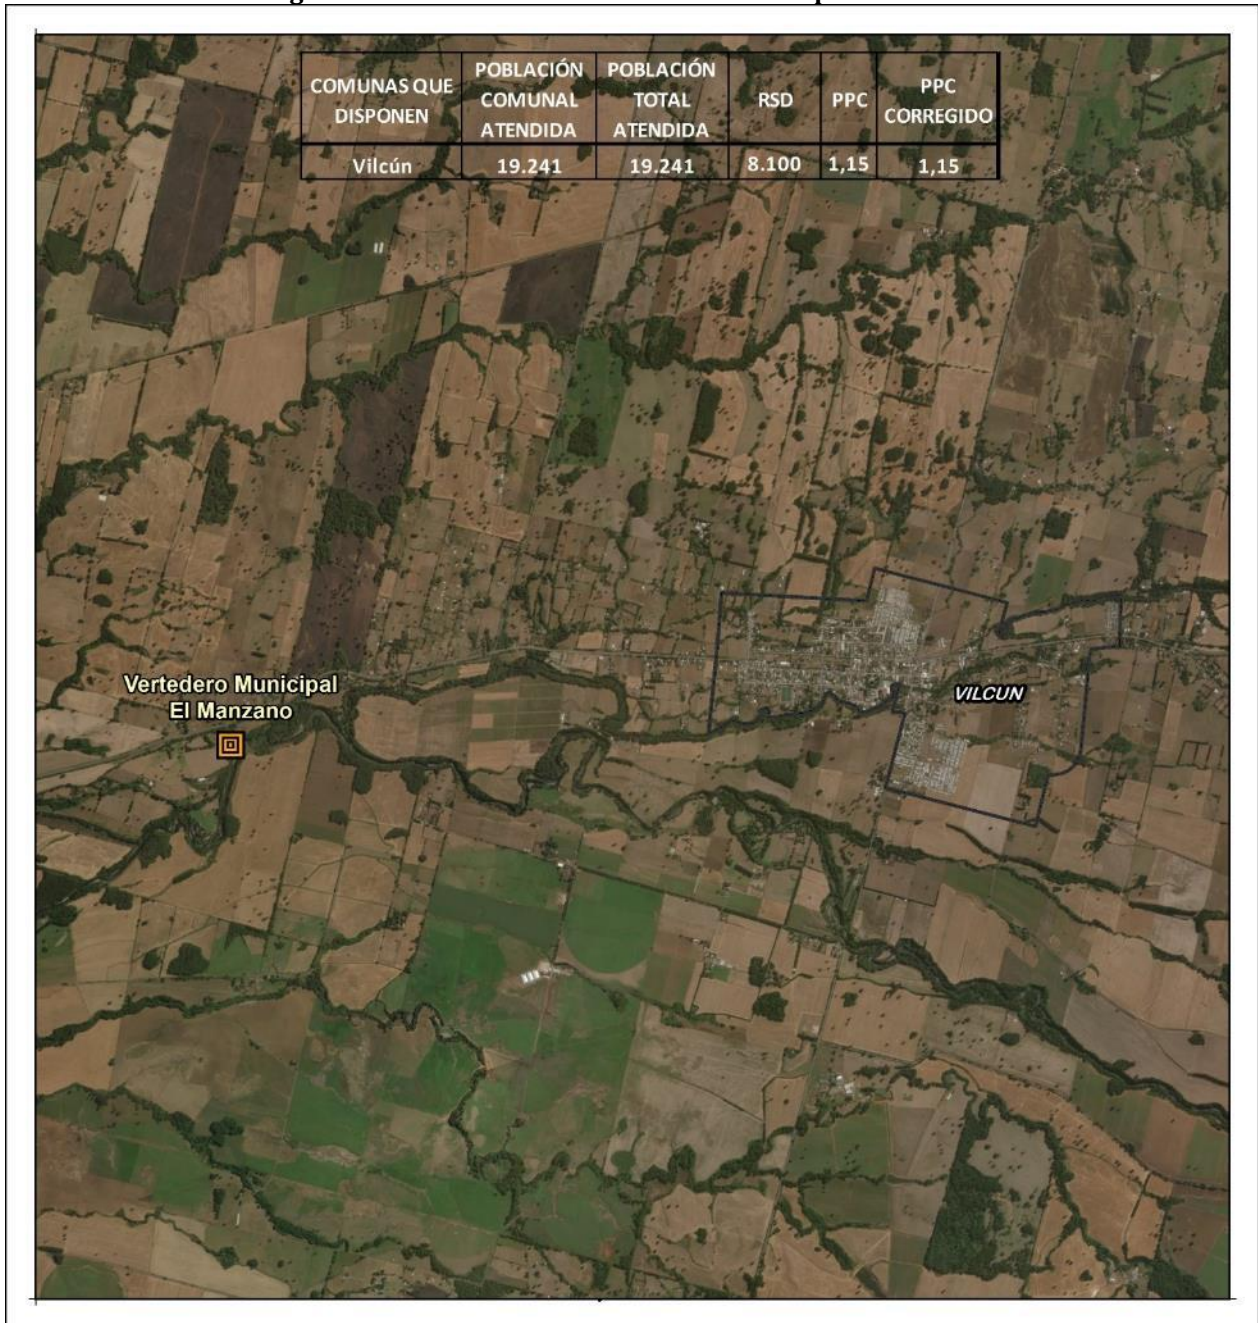 COMUNAS QUE DISPONEN POBLACIÓN COMUNAL ATENDIDA POBLACIÓN TOTAL ATENDIDA RSD PPC PPC CORREGIDO
Vilcún 19.241 19.241 8.100 1,15 1,15
Vertedero Municipal
El Manzano
VILCUN